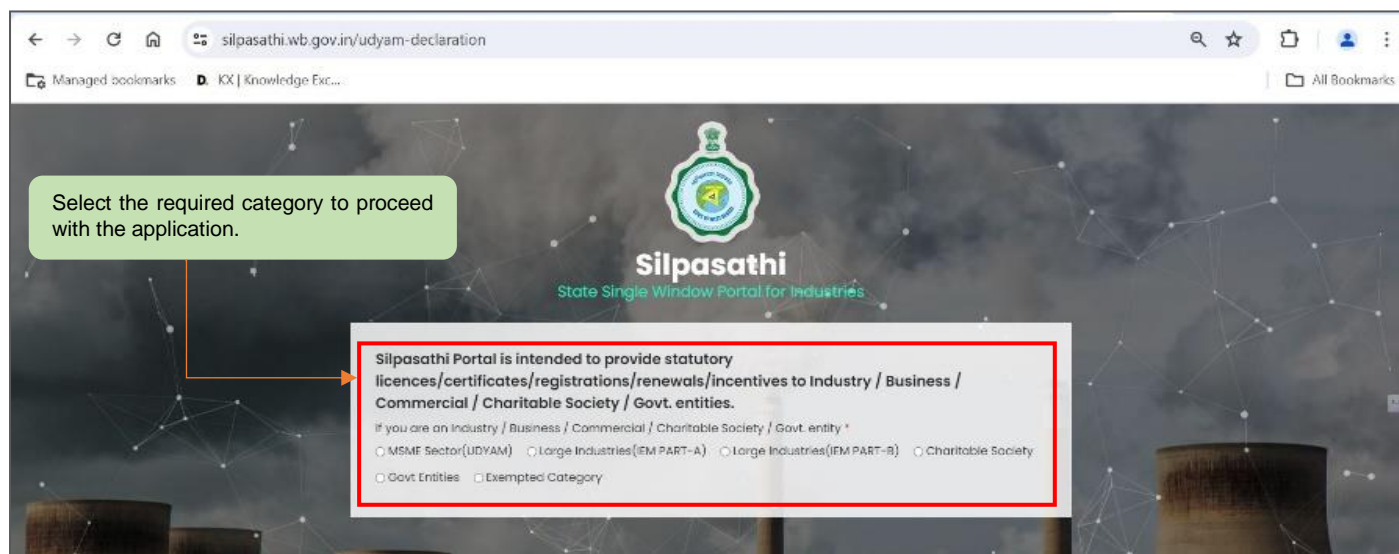 silpasathi.wb.gov.in/udyam-declaration
Managed bookmarks D. KX | Knowledge Exc... All Bookmarks
Select the required category to proceed
with the application.
Silpasathi
State Single Window Portal for Industries
Silpasathi Portal is intended to provide statutory
licences/certificates/registrations/renewals/incentives to Industry / Business /
Commercial / Charitable Society / Govt. entities.
If you are an Industry / Business / Commercial / Charitable Society / Govt. entity *
MSME Sector(UDYAM) Large Industries(IEM PART-A) Large Industries(IEM PART-B) Charitable Society
Govt Entities Exempted Category